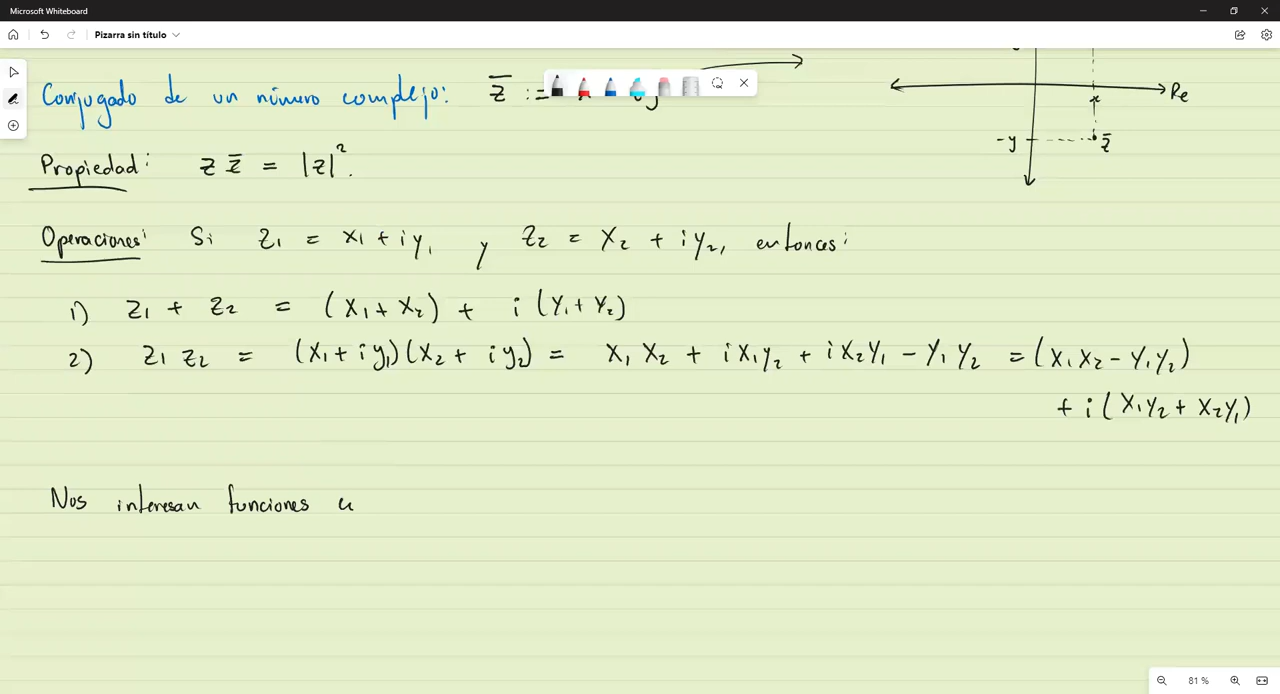 Microsoft Whiteboard
Pizarra sin título
Conjugado de un número complejo: z̅ :=
Re
x
-y z̅
Propiedad: z z̅ = |z|².
Operaciones: Si z₁ = x₁ + iy₁ y z₂ = x₂ + iy₂, entonces:
1) z₁ + z₂ = (x₁ + x₂) + i(y₁ + y₂)
2) z₁ z₂ = (x₁ + iy₁)(x₂ + iy₂) = x₁x₂ + ix₁y₂ + ix₂y₁ - y₁y₂ = (x₁x₂ - y₁y₂)
+ i(x₁y₂ + x₂y₁)
Nos interesan funciones
81 %